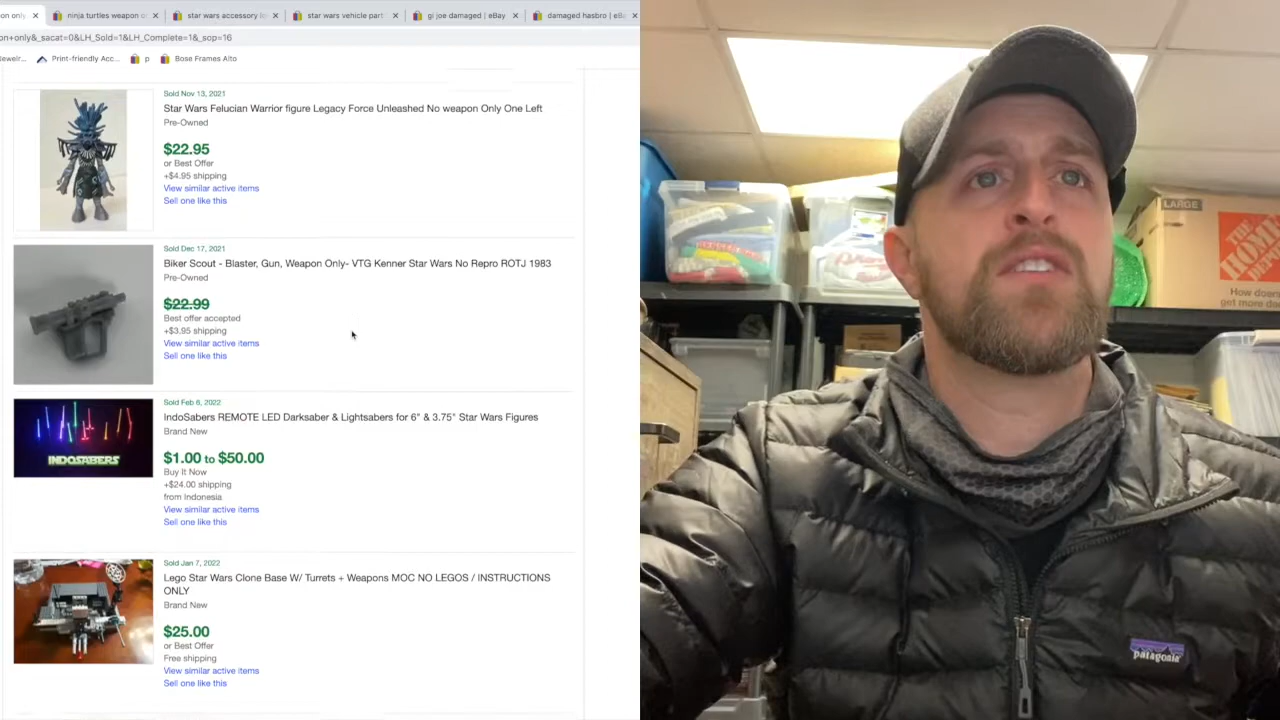 on only
ninja turtles weapon o
star wars accessory
star wars vehicle part
gi joe damaged | eBay
damaged hasbro | eBa
on+only&_sacat=0&LH_Sold=1&LH_Complete=1&_sop=16
Print-friendly Acc...
p
Bose Frames Alto
Sold Nov 13, 2021
Star Wars Felucian Warrior figure Legacy Force Unleashed No weapon Only One Left
Pre-Owned
$22.95
or Best Offer
+$4.95 shipping
View similar active items
Sell one like this
Sold Dec 17, 2021
Biker Scout - Blaster, Gun, Weapon Only- VTG Kenner Star Wars No Repro ROTJ 1983
Pre-Owned
$22.99
Best offer accepted
+$3.95 shipping
View similar active items
Sell one like this
Sold Feb 6, 2022
IndoSabers REMOTE LED Darksaber & Lightsabers for 6" & 3.75" Star Wars Figures
Brand New
INDOSABERS
$1.00 to $50.00
Buy It Now
+$24.00 shipping
from Indonesia
View similar active items
Sell one like this
Sold Jan 7, 2022
Lego Star Wars Clone Base W/ Turrets + Weapons MOC NO LEGOS / INSTRUCTIONS
ONLY
Brand New
$25.00
or Best Offer
Free shipping
View similar active items
Sell one like this
LARGE
THE
HOME
DEPOT
How doers
get more do
patagonia